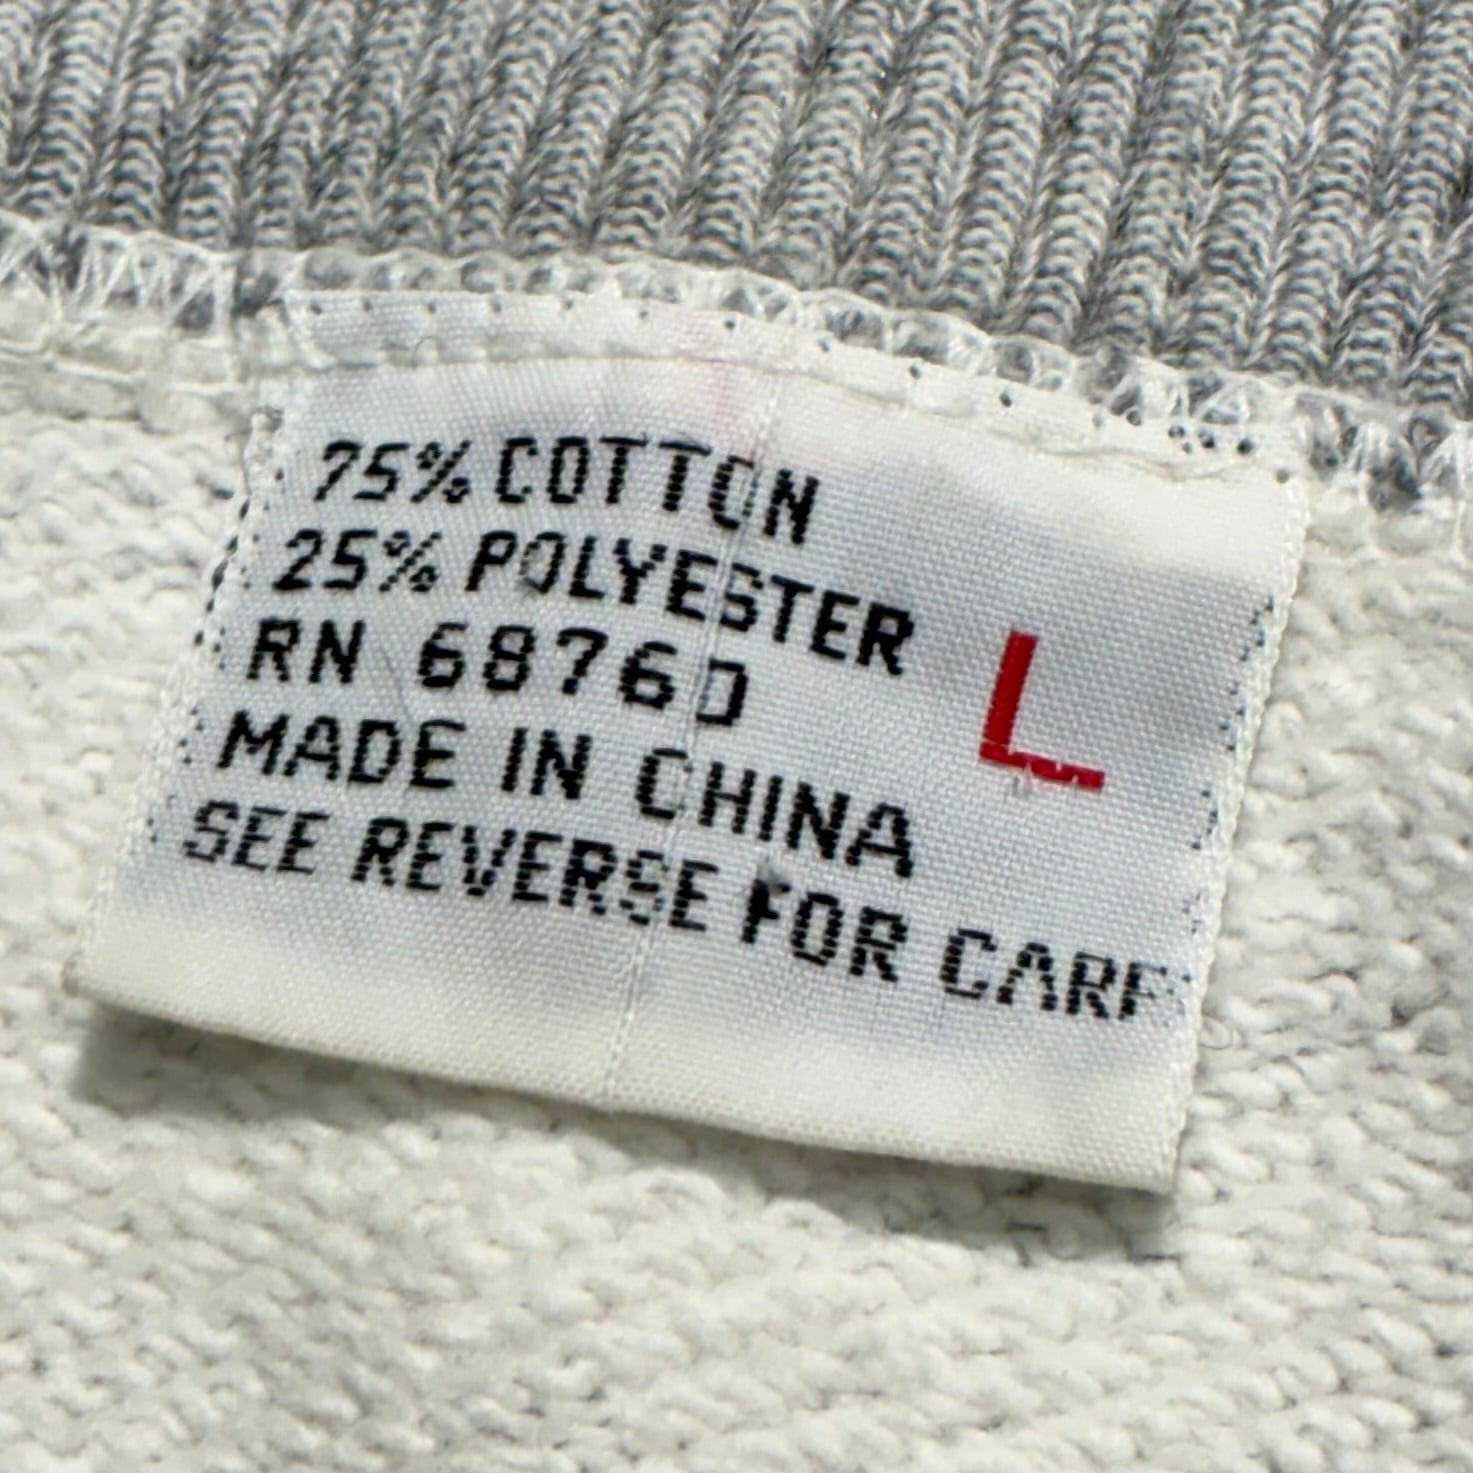 75% COTTON
25% POLYESTER
RN 68760
L
MADE IN CHINA
SEE REVERSE FOR CARE